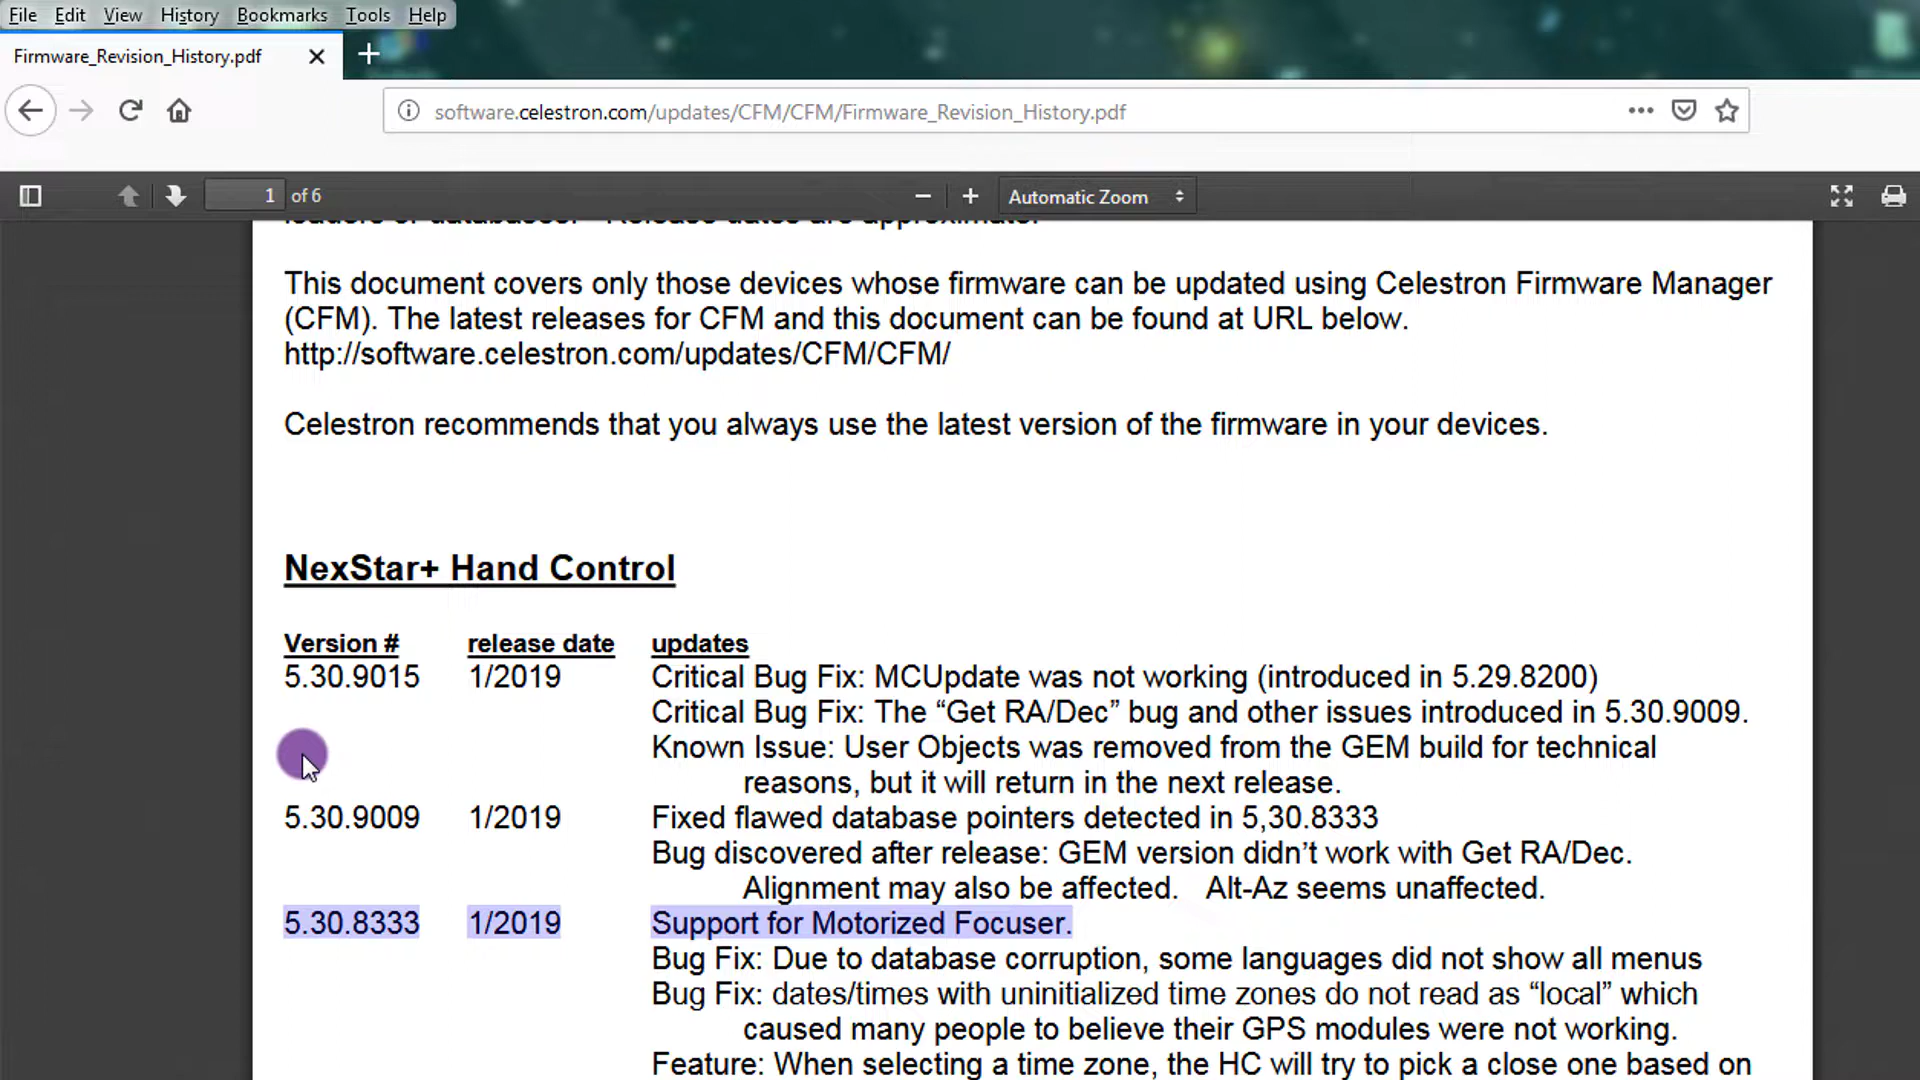 File Edit View History Bookmarks Tools Help
Firmware_Revision_History.pdf
software.celestron.com/updates/CFM/CFM/Firmware_Revision_History.pdf
1 of 6 Automatic Zoom
leaders or databases. Release dates are approximate.
This document covers only those devices whose firmware can be updated using Celestron Firmware Manager
(CFM). The latest releases for CFM and this document can be found at URL below.
http://software.celestron.com/updates/CFM/CFM/
Celestron recommends that you always use the latest version of the firmware in your devices.
NexStar+ Hand Control
Version # release date updates
5.30.9015 1/2019 Critical Bug Fix: MCUpdate was not working (introduced in 5.29.8200)
Critical Bug Fix: The “Get RA/Dec” bug and other issues introduced in 5.30.9009.
Known Issue: User Objects was removed from the GEM build for technical
reasons, but it will return in the next release.
5.30.9009 1/2019 Fixed flawed database pointers detected in 5,30.8333
Bug discovered after release: GEM version didn’t work with Get RA/Dec.
Alignment may also be affected. Alt-Az seems unaffected.
5.30.8333 1/2019 Support for Motorized Focuser.
Bug Fix: Due to database corruption, some languages did not show all menus
Bug Fix: dates/times with uninitialized time zones do not read as “local” which
caused many people to believe their GPS modules were not working.
Feature: When selecting a time zone, the HC will try to pick a close one based on